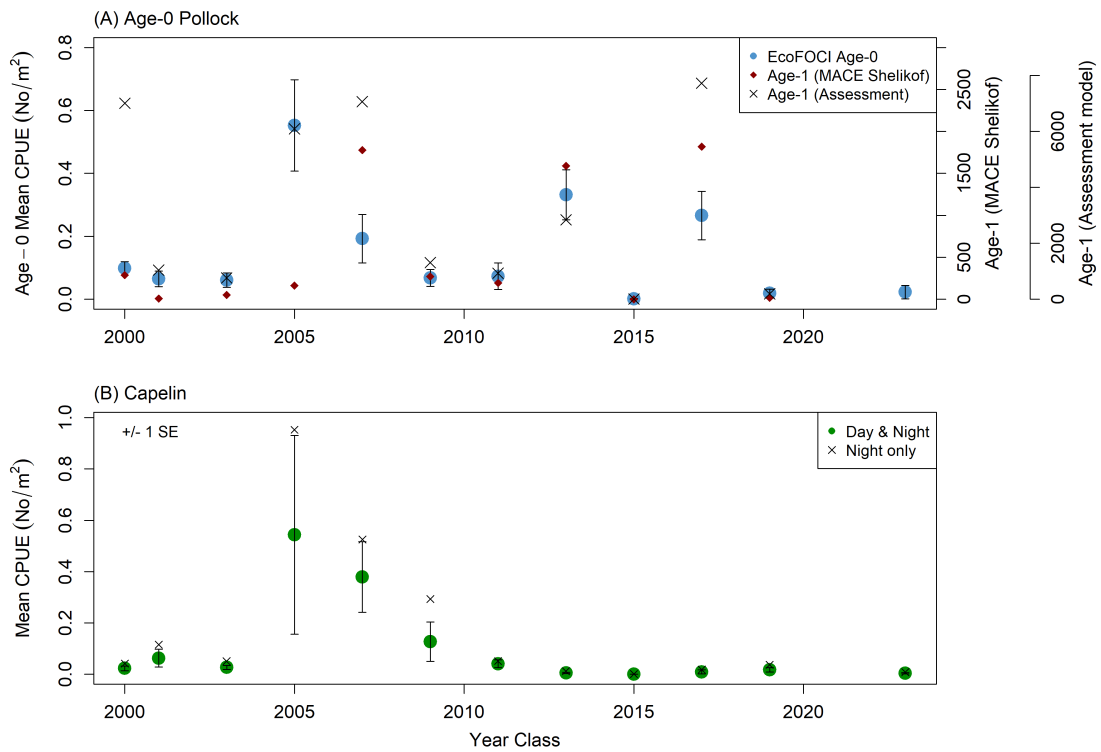 (A) Age-0 Pollock
Age−0 Mean CPUE (No/m²)
0.8
0.6
0.4
0.2
0.0
EcoFOCI Age-0
Age-1 (MACE Shelikof)
Age-1 (Assessment)
2500
1500
500
0
Age-1 (MACE Shelikof)
6000
2000
0
Age-1 (Assessment model)
2000 2005 2010 2015 2020
(B) Capelin
Mean CPUE (No/m²)
1.0
0.8
0.6
0.4
0.2
0.0
+/- 1 SE
Day & Night
Night only
2000 2005 2010 2015 2020
Year Class